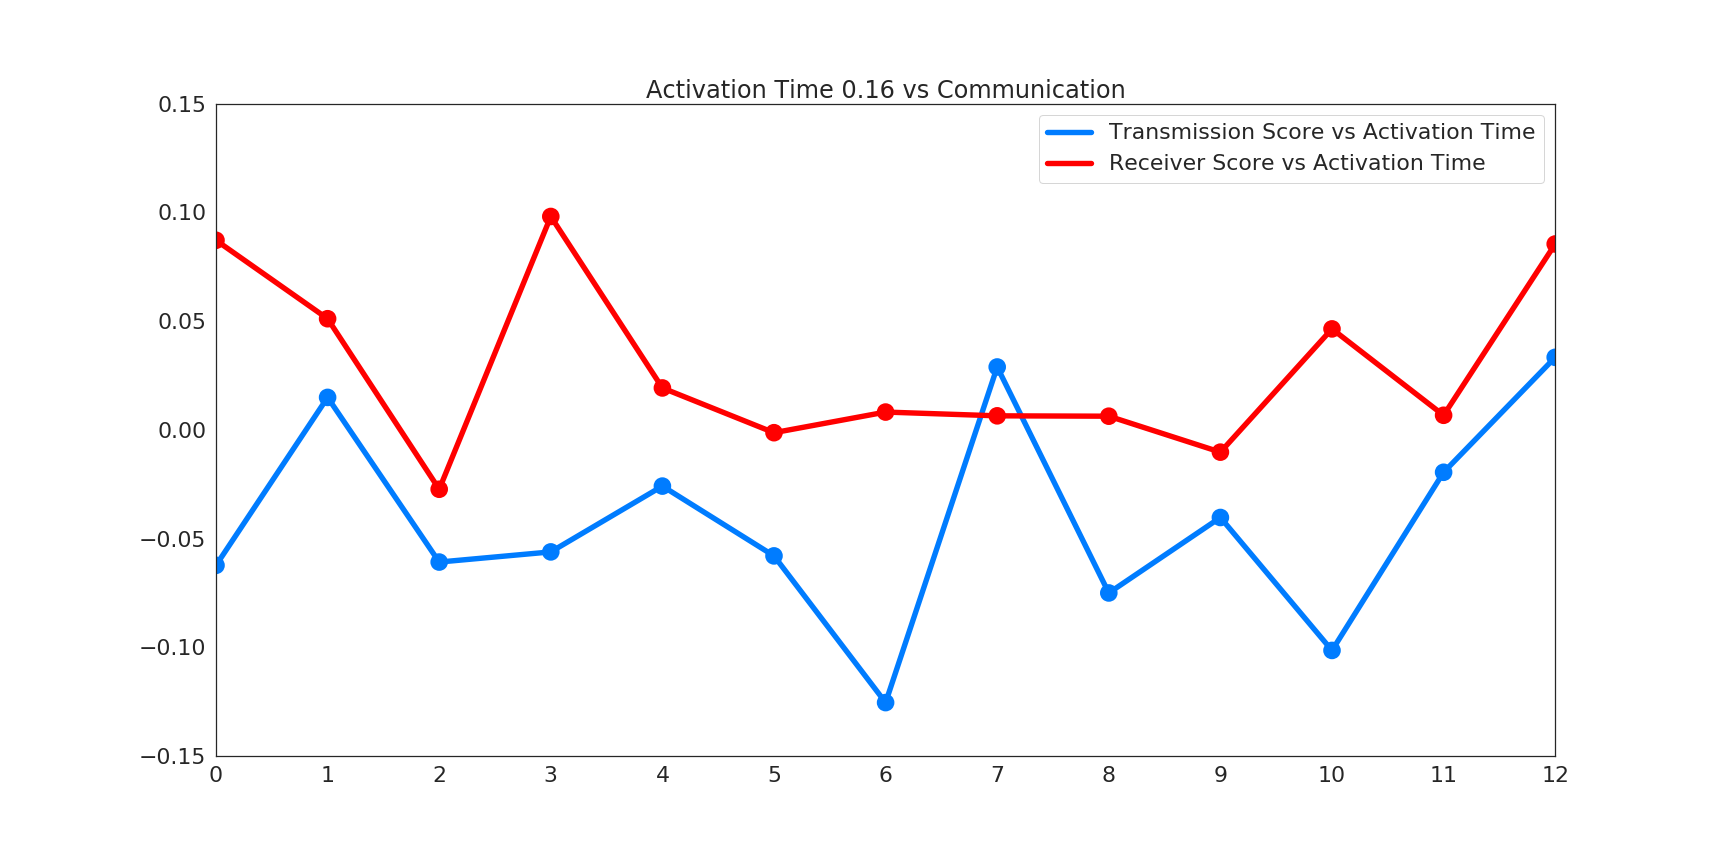 Activation Time 0.16 vs Communication
Transmission Score vs Activation Time
Receiver Score vs Activation Time
0.15
0.10
0.05
0.00
−0.05
−0.10
−0.15
0 1 2 3 4 5 6 7 8 9 10 11 12